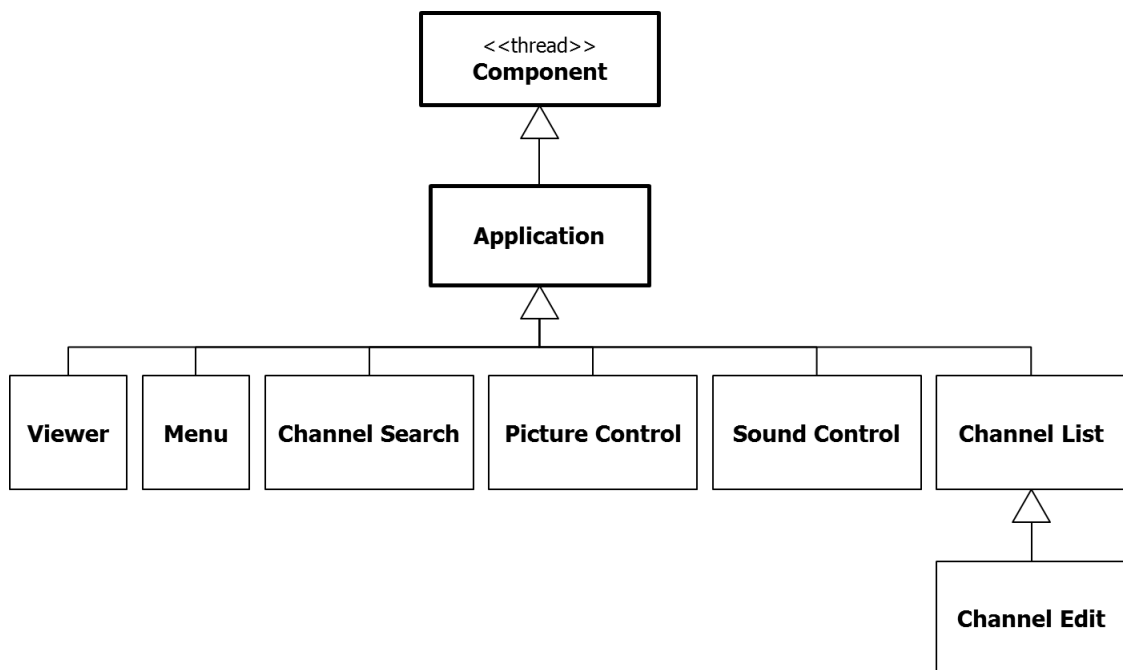 <<thread>>
Component
Application
Viewer
Menu
Channel Search
Picture Control
Sound Control
Channel List
Channel Edit